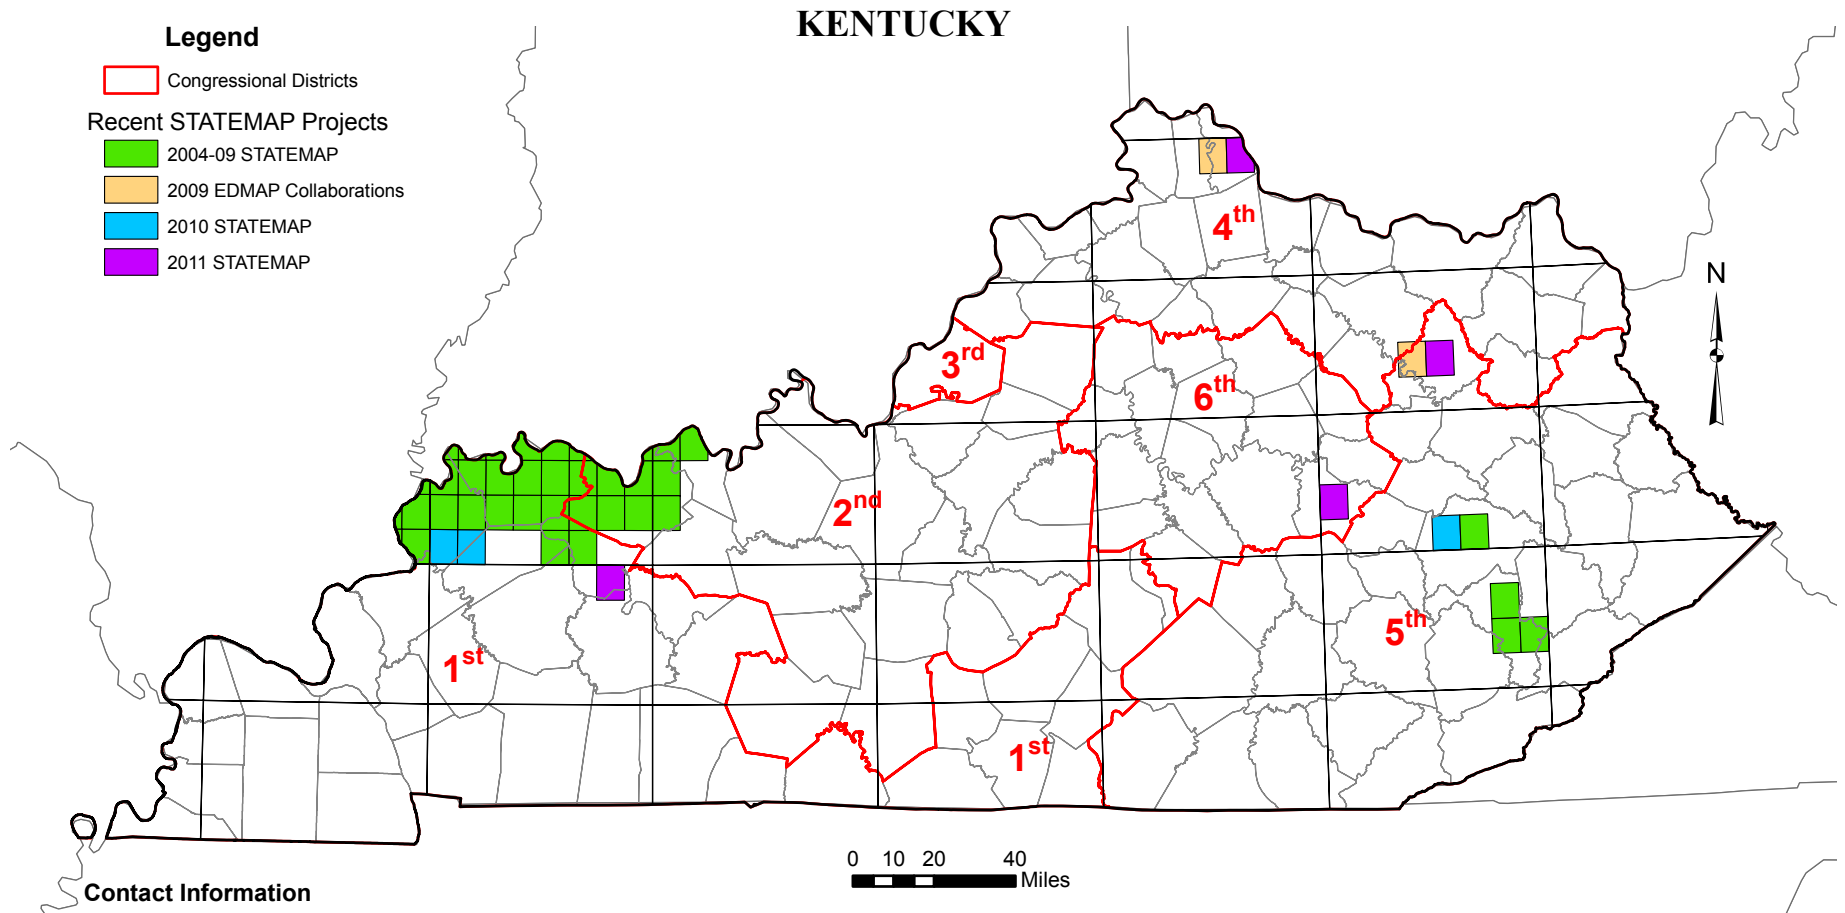 KENTUCKY
Legend
Congressional Districts
Recent STATEMAP Projects
2004-09 STATEMAP
2009 EDMAP Collaborations
2010 STATEMAP
2011 STATEMAP
4th
N
3rd
6th
2nd
5th
1st
1st
0 10 20 40
Miles
Contact Information